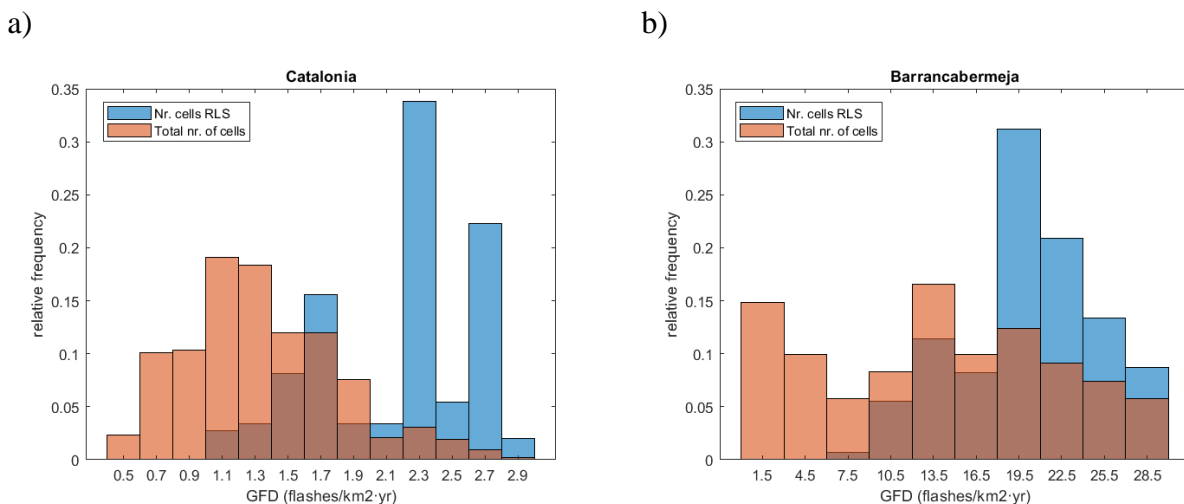 a)
b)
Catalonia
0.35
0.3
0.25
0.2
0.15
0.1
0.05
0
relative frequency
Nr. cells RLS
Total nr. of cells
0.5 0.7 0.9 1.1 1.3 1.5 1.7 1.9 2.1 2.3 2.5 2.7 2.9
GFD (flashes/km2·yr)
Barrancabermeja
0.35
0.3
0.25
0.2
0.15
0.1
0.05
0
relative frequency
Nr. cells RLS
Total nr. of cells
1.5 4.5 7.5 10.5 13.5 16.5 19.5 22.5 25.5 28.5
GFD (flashes/km2·yr)